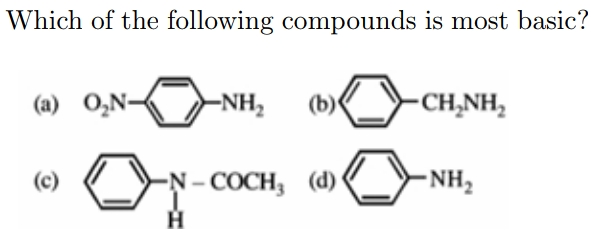 Which of the following compounds is most basic?
(a) O₂N- -NH₂ (b) -CH₂NH₂
(c) -N-COCH₃ (d) -NH₂
H